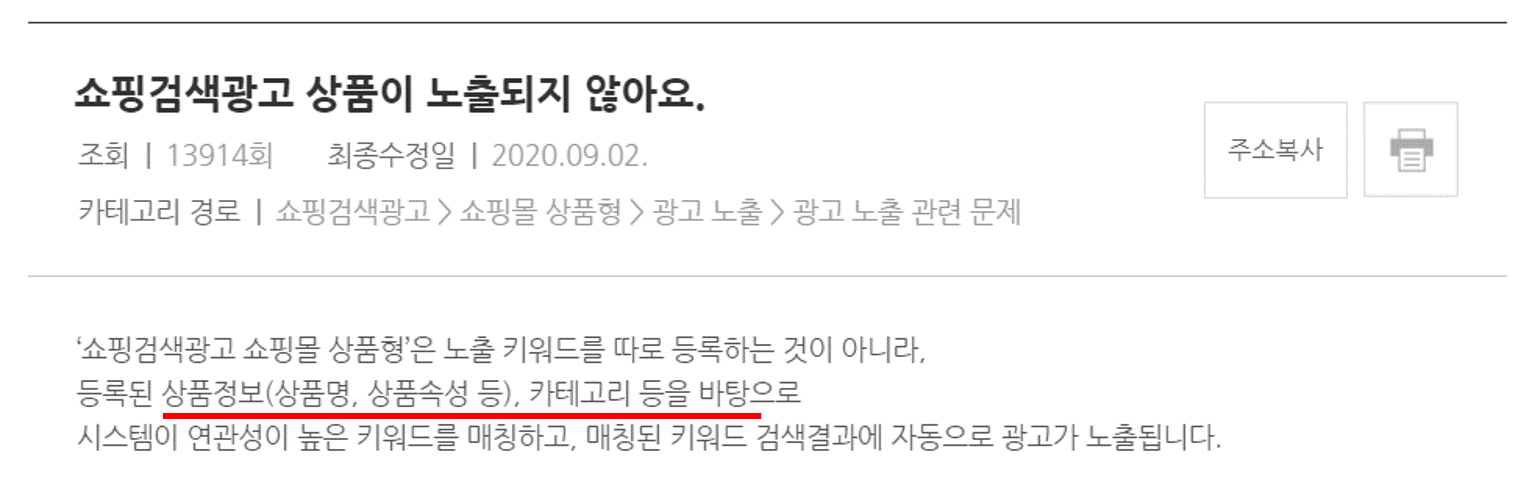 쇼핑검색광고 상품이 노출되지 않아요.
조회 | 13914회 최종수정일 | 2020.09.02.
주소복사
카테고리 경로 | 쇼핑검색광고 > 쇼핑몰 상품형 > 광고 노출 > 광고 노출 관련 문제
‘쇼핑검색광고 쇼핑몰 상품형’은 노출 키워드를 따로 등록하는 것이 아니라,
등록된 상품정보(상품명, 상품속성 등), 카테고리 등을 바탕으로
시스템이 연관성이 높은 키워드를 매칭하고, 매칭된 키워드 검색결과에 자동으로 광고가 노출됩니다.